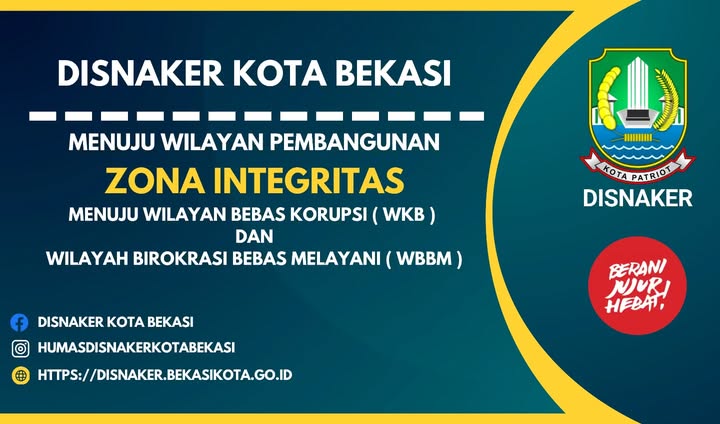 DISNAKER KOTA BEKASI
MENUJU WILAYAN PEMBANGUNAN
ZONA INTEGRITAS
MENUJU WILAYAN BEBAS KORUPSI ( WKB )
DAN
WILAYAH BIROKRASI BEBAS MELAYANI ( WBBM )
DISNAKER KOTA BEKASI
HUMASDISNAKERKOTABEKASI
HTTPS://DISNAKER.BEKASIKOTA.GO.ID
KOTA PATRIOT
DISNAKER
BERANI
JUJUR
HEBAT!